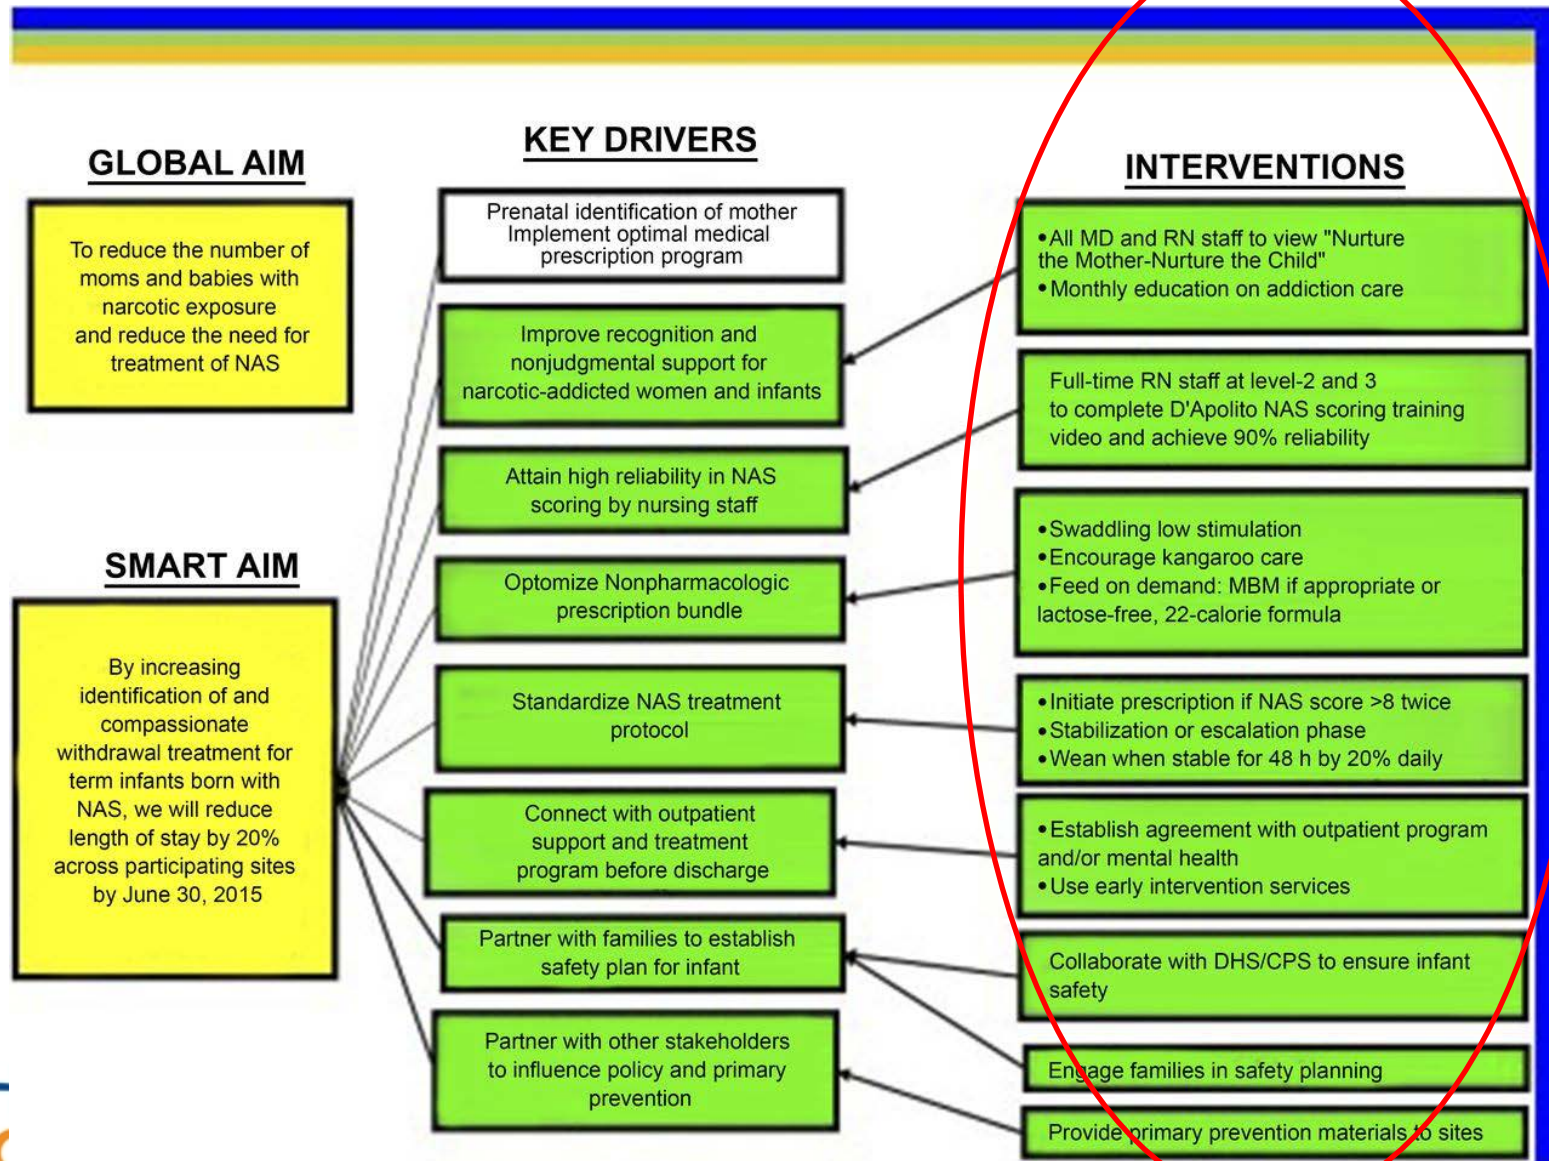 GLOBAL AIM
To reduce the number of
moms and babies with
narcotic exposure
and reduce the need for
treatment of NAS
SMART AIM
By increasing
identification of and
compassionate
withdrawal treatment for
term infants born with
NAS, we will reduce
length of stay by 20%
across participating sites
by June 30, 2015
KEY DRIVERS
Prenatal identification of mother
Implement optimal medical
prescription program
Improve recognition and
nonjudgmental support for
narcotic-addicted women and infants
Attain high reliability in NAS
scoring by nursing staff
Optomize Nonpharmacologic
prescription bundle
Standardize NAS treatment
protocol
Connect with outpatient
support and treatment
program before discharge
Partner with families to establish
safety plan for infant
Partner with other stakeholders
to influence policy and primary
prevention
INTERVENTIONS
•All MD and RN staff to view "Nurture
the Mother-Nurture the Child"
•Monthly education on addiction care
Full-time RN staff at level-2 and 3
to complete D'Apolito NAS scoring training
video and achieve 90% reliability
•Swaddling low stimulation
•Encourage kangaroo care
•Feed on demand: MBM if appropriate or
lactose-free, 22-calorie formula
•Initiate prescription if NAS score >8 twice
•Stabilization or escalation phase
•Wean when stable for 48 h by 20% daily
•Establish agreement with outpatient program
and/or mental health
•Use early intervention services
Collaborate with DHS/CPS to ensure infant
safety
Engage families in safety planning
Provide primary prevention materials to sites